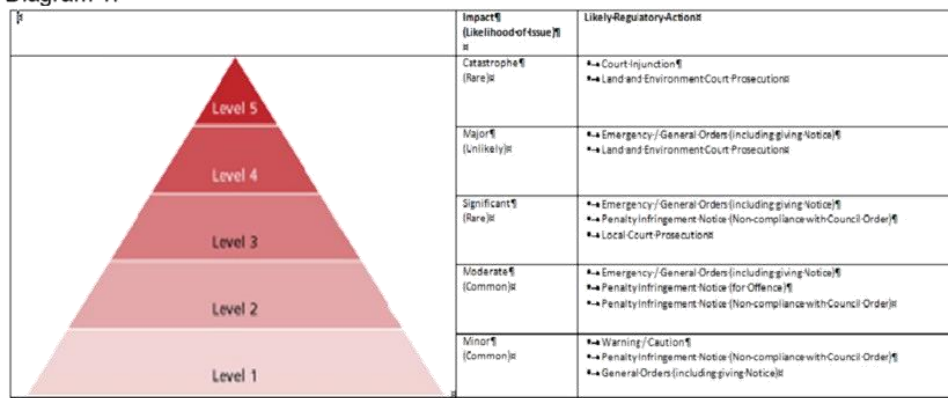 Diagram 1.
Impact¶
(Likelihood·of·Issue)¶
¤
Likely·Regulatory·Action¤
Level 5
Catastrophe¶
(Rare)¤
▪→Court·Injunction¶
▪→Land·and·Environment·Court·Prosecution¤
Level 4
Major¶
(Unlikely)¤
▪→Emergency·/·General·Orders·(including·giving·Notice)¶
▪→Land·and·Environment·Court·Prosecution¤
Level 3
Significant¶
(Rare)¤
▪→Emergency·/·General·Orders·(including·giving·Notice)¶
▪→Penalty·Infringement·Notice·(Non-compliance·with·Council·Order)¶
▪→Local·Court·Prosecution¤
Level 2
Moderate¶
(Common)¤
▪→Emergency·/·General·Orders·(including·giving·Notice)¶
▪→Penalty·Infringement·Notice·(for·Offence)¶
▪→Penalty·Infringement·Notice·(Non-compliance·with·Council·Order)¤
Level 1
Minor¶
(Common)¤
▪→Warning·/·Caution¶
▪→Penalty·Infringement·Notice·(Non-compliance·with·Council·Order)¶
▪→General·Orders·(including·giving·Notice)¤